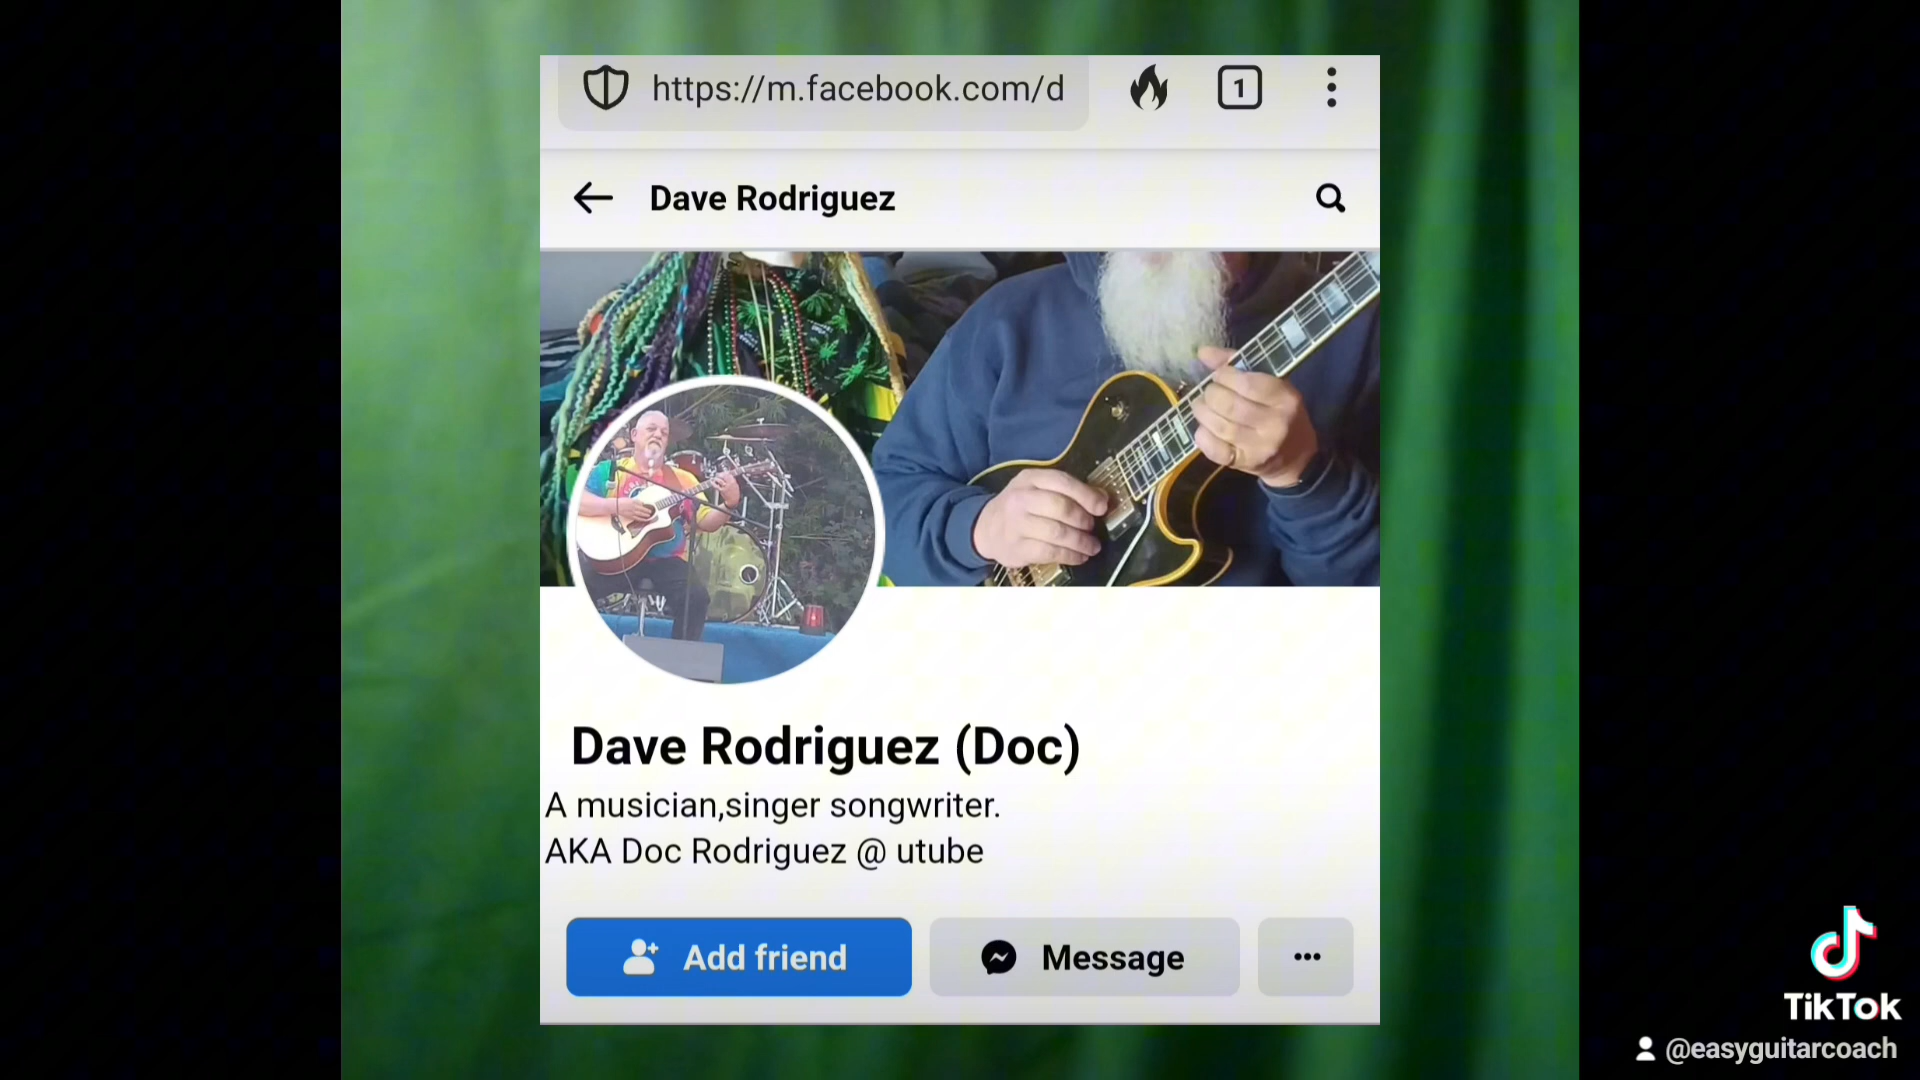 https://m.facebook.com/d
1
Dave Rodriguez
Dave Rodriguez (Doc)
A musician,singer songwriter.
AKA Doc Rodriguez @ utube
Add friend
Message
TikTok
@easyguitarcoach